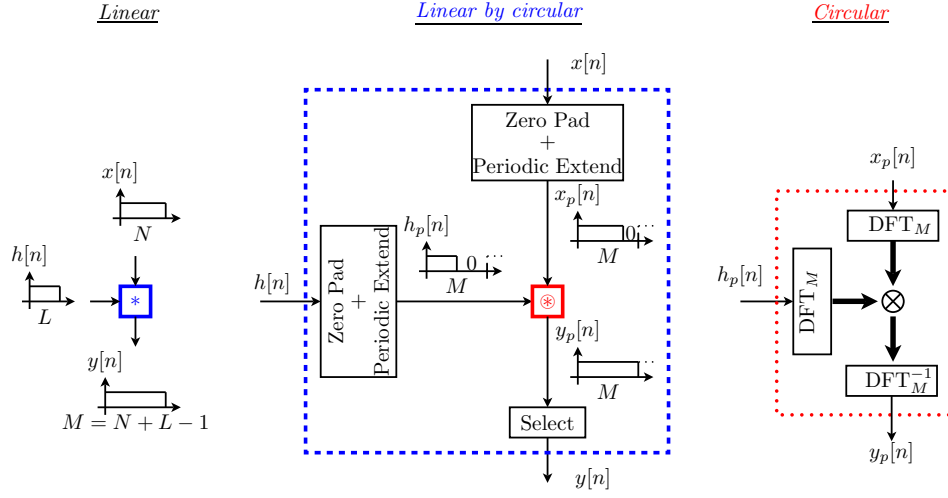 Linear
x[n]
N
h[n]
L
*
y[n]
M = N + L − 1
Linear by circular
x[n]
Zero Pad
+
Periodic Extend
x_p[n]
0
...
M
h_p[n]
0
...
M
h[n]
Zero Pad
+
Periodic Extend
⊛
y_p[n]
...
M
Select
y[n]
Circular
x_p[n]
DFT_M
h_p[n]
DFT_M
⊗
DFT_M^{-1}
y_p[n]